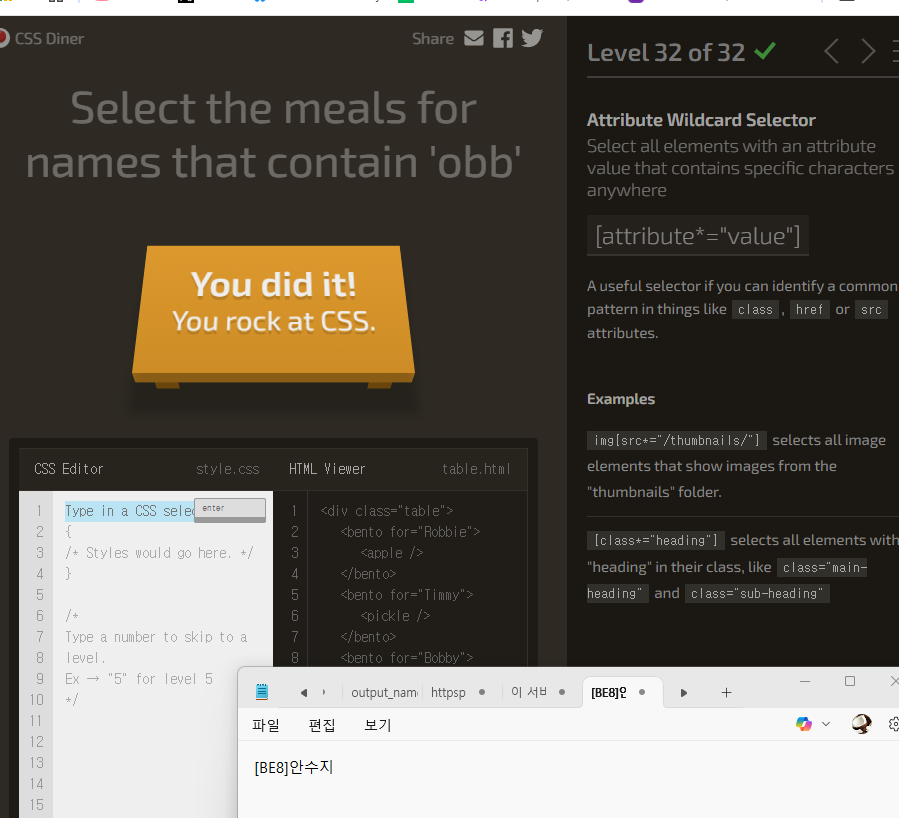 CSS Diner
Share
Select the meals for
names that contain 'obb'
You did it!
You rock at CSS.
CSS Editor
style.css
HTML Viewer
table.html
1
2
3
4
5
6
7
8
9
10
11
12
13
14
15
Type in a CSS selec
enter
{
/* Styles would go here. */
}
/*
Type a number to skip to a
level.
Ex → "5" for level 5
*/
1
2
3
4
5
6
7
8
<div class="table">
<bento for="Robbie">
<apple />
</bento>
<bento for="Timmy">
<pickle />
</bento>
<bento for="Bobby">
Level 32 of 32
Attribute Wildcard Selector
Select all elements with an attribute
value that contains specific characters
anywhere
[attribute*="value"]
A useful selector if you can identify a common
pattern in things like class , href or src
attributes.
Examples
img[src*="/thumbnails/"] selects all image
elements that show images from the
"thumbnails" folder.
[class*="heading"] selects all elements with
"heading" in their class, like class="main-
heading" and class="sub-heading"
output_nam httpsp 이 서버 [BE8]안
파일 편집 보기
[BE8]안수지